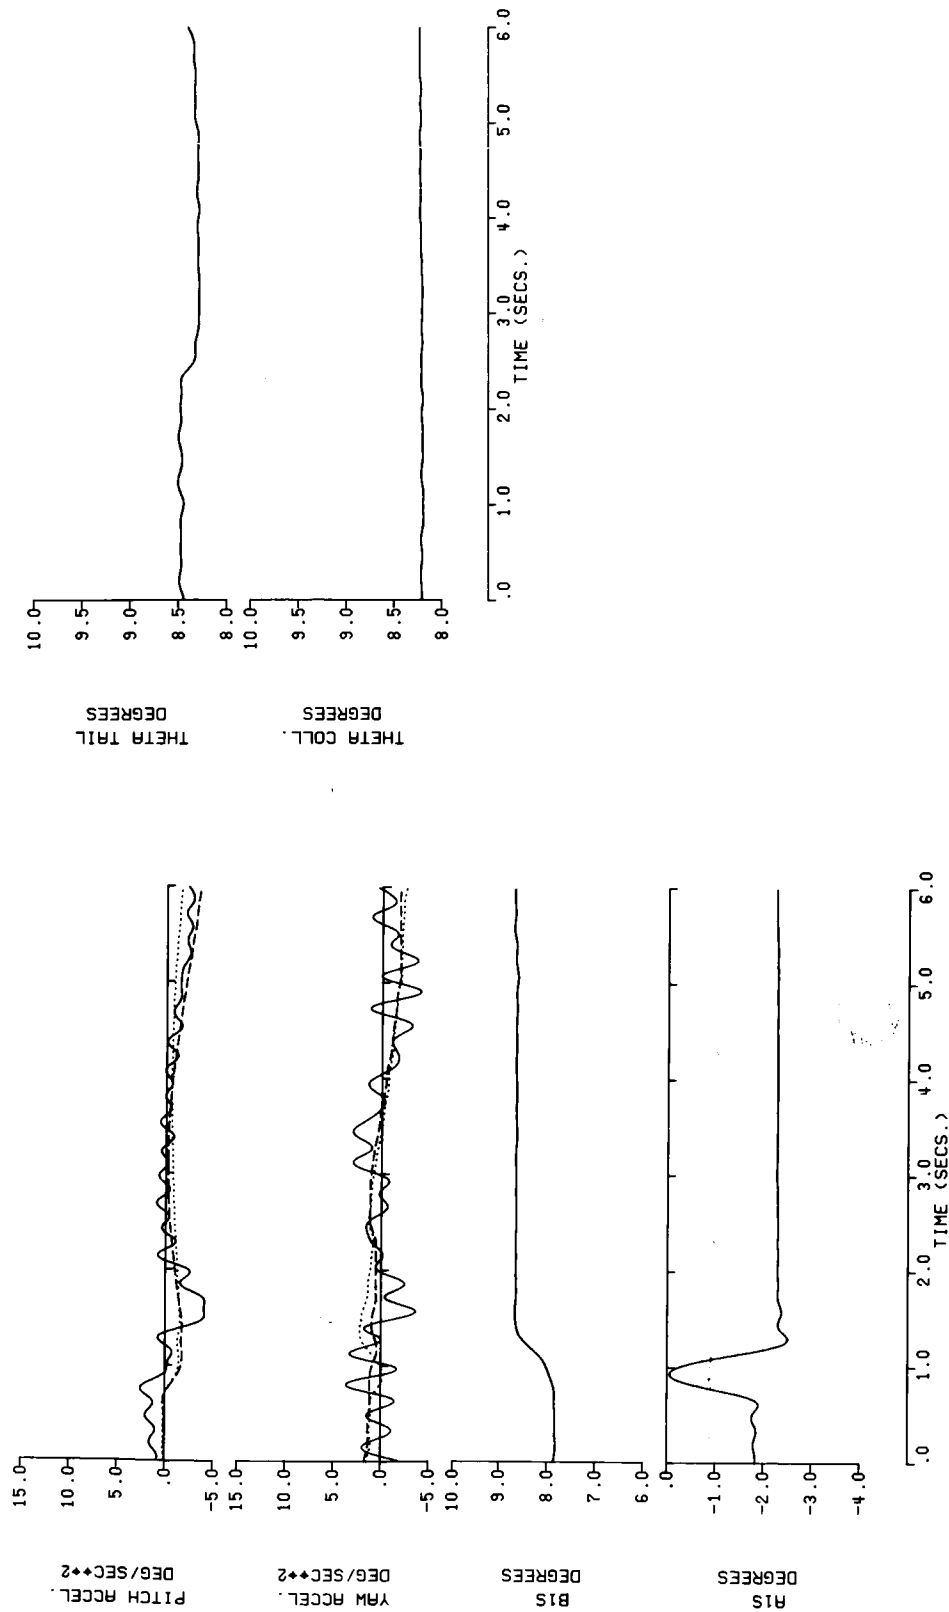 PITCH ACCEL.
DEG/SEC**2
15.0
10.0
5.0
.0
-5.0
YAW ACCEL.
DEG/SEC**2
15.0
10.0
5.0
.0
-5.0
B1S
DEGREES
10.0
9.0
8.0
7.0
6.0
A1S
DEGREES
.0
-1.0
-2.0
-3.0
-4.0
.0 1.0 2.0 3.0 4.0 5.0 6.0
TIME (SECS.)
THETA TAIL
DEGREES
10.0
9.5
9.0
8.5
8.0
THETA COLL.
DEGREES
10.0
9.5
9.0
8.5
8.0
.0 1.0 2.0 3.0 4.0 5.0 6.0
TIME (SECS.)